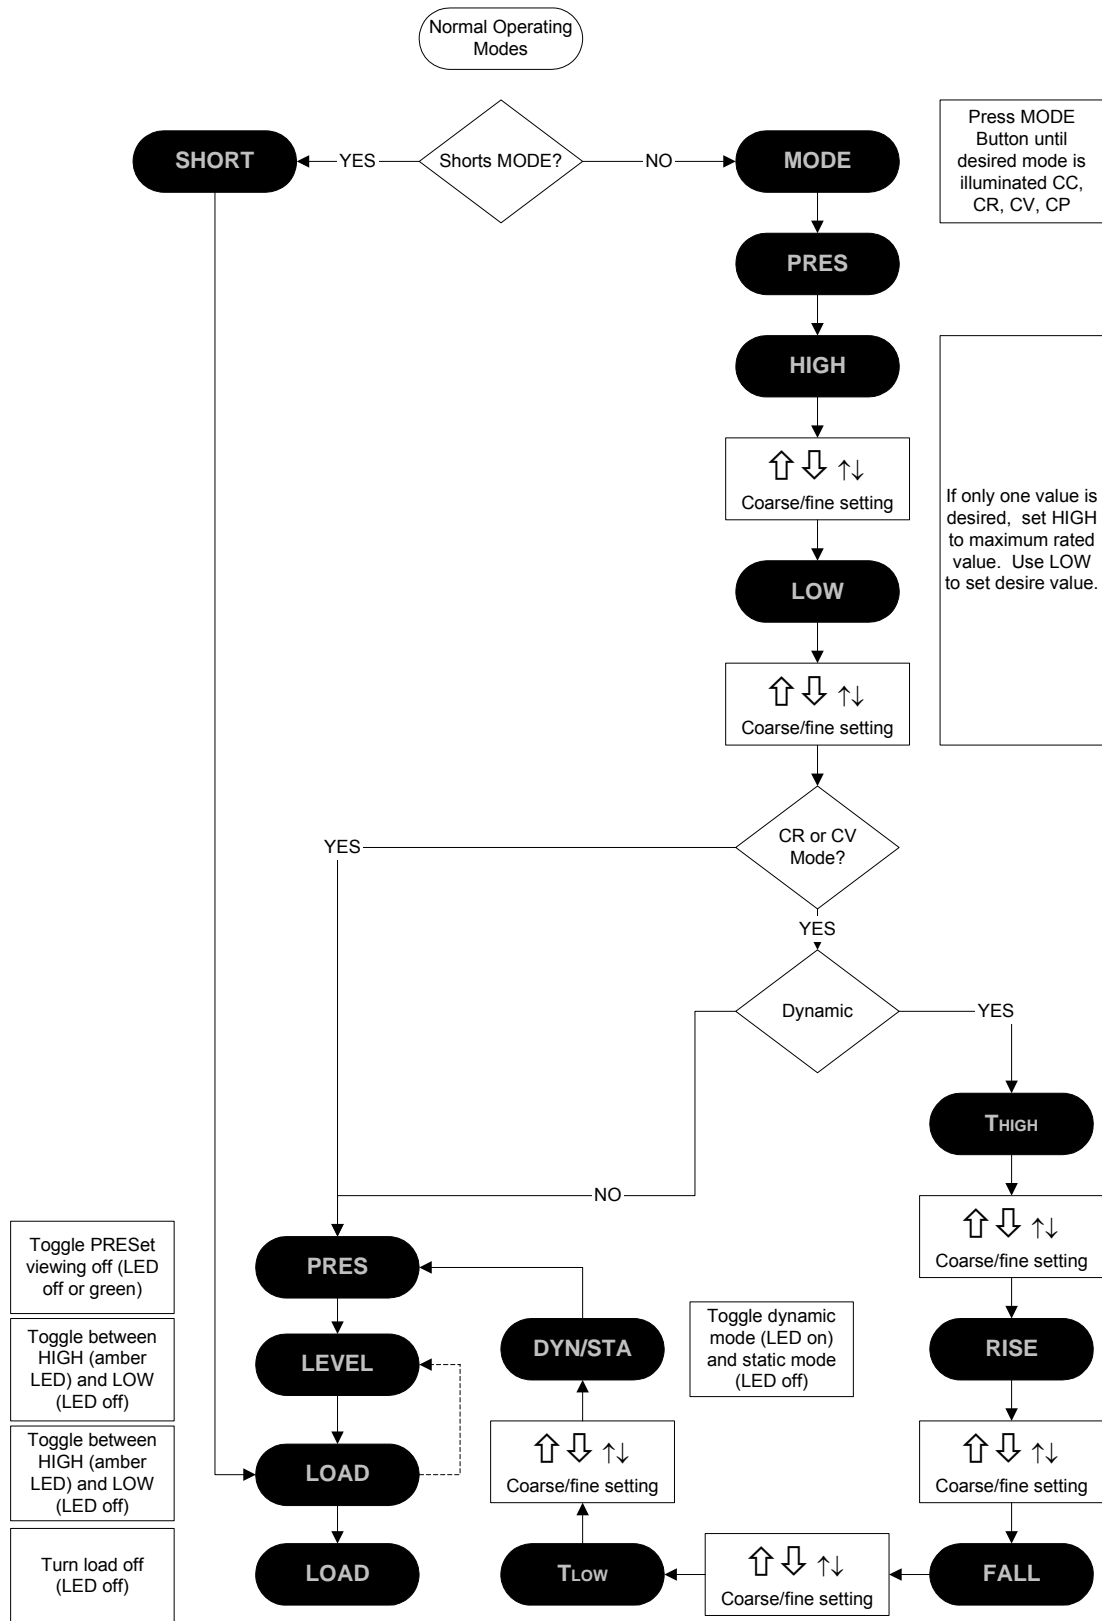 Normal Operating
Modes
SHORT
YES
Shorts MODE?
NO
MODE
Press MODE
Button until
desired mode is
illuminated CC,
CR, CV, CP
PRES
HIGH
⇧ ⇩ ↑↓
Coarse/fine setting
If only one value is
desired, set HIGH
to maximum rated
value. Use LOW
to set desire value.
LOW
⇧ ⇩ ↑↓
Coarse/fine setting
CR or CV
Mode?
YES
YES
Dynamic
YES
NO
THIGH
⇧ ⇩ ↑↓
Coarse/fine setting
RISE
⇧ ⇩ ↑↓
Coarse/fine setting
FALL
⇧ ⇩ ↑↓
Coarse/fine setting
TLOW
⇧ ⇩ ↑↓
Coarse/fine setting
DYN/STA
Toggle dynamic
mode (LED on)
and static mode
(LED off)
Toggle PRESet
viewing off (LED
off or green)
PRES
Toggle between
HIGH (amber
LED) and LOW
(LED off)
LEVEL
Toggle between
HIGH (amber
LED) and LOW
(LED off)
LOAD
Turn load off
(LED off)
LOAD